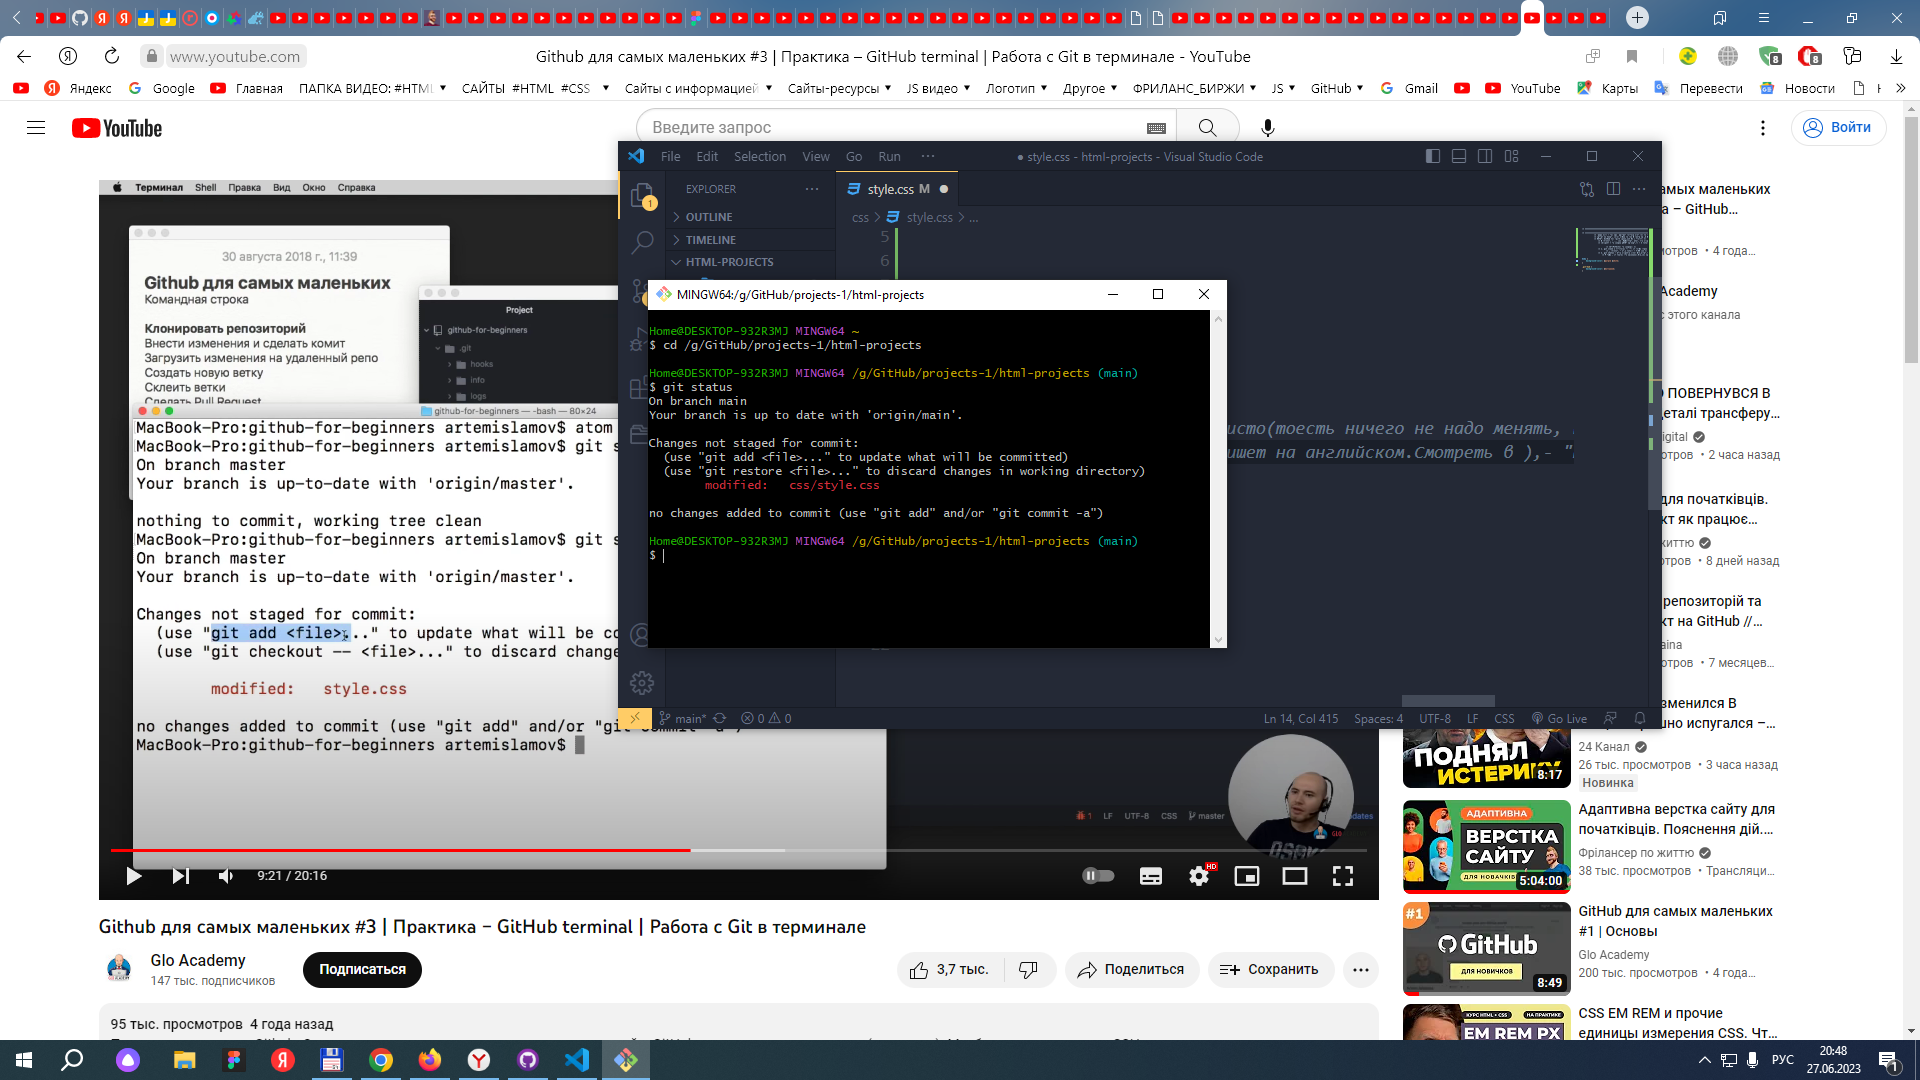 www.youtube.com
Github для самых маленьких #3 | Практика – GitHub terminal | Работа с Git в терминале - YouTube
8
8
Яндекс
Google
Главная
ПАПКА ВИДЕО: #HTML
САЙТЫ #HTML #CSS
Сайты с информацией
Сайты-ресурсы
JS видео
Логотип
Другое
ФРИЛАНС_БИРЖИ
JS
GitHub
Gmail
YouTube
Карты
Перевести
Новости
YouTube
Введите запрос
Войти
File Edit Selection View Go Run ···
● style.css - html-projects - Visual Studio Code
EXPLORER
OUTLINE
TIMELINE
HTML-PROJECTS
1
style.css M
css > style.css > ...
5
6
исто(тоесть ничего не надо менять,
ишет на английском.Смотреть в ),- "
main*
0 0
Ln 14, Col 415
Spaces: 4
UTF-8
LF
CSS
Go Live
MINGW64:/g/GitHub/projects-1/html-projects
Home@DESKTOP-932R3MJ MINGW64 ~
$ cd /g/GitHub/projects-1/html-projects
Home@DESKTOP-932R3MJ MINGW64 /g/GitHub/projects-1/html-projects (main)
$ git status
On branch main
Your branch is up to date with 'origin/main'.
Changes not staged for commit:
(use "git add <file>..." to update what will be committed)
(use "git restore <file>..." to discard changes in working directory)
modified: css/style.css
no changes added to commit (use "git add" and/or "git commit -a")
Home@DESKTOP-932R3MJ MINGW64 /g/GitHub/projects-1/html-projects (main)
$
Терминал Shell Правка Вид Окно Справка
30 августа 2018 г., 11:39
Github для самых маленьких
Командная строка
Клонировать репозиторий
Внести изменения и сделать комит
Загрузить изменения на удаленный репо
Создать новую ветку
Склеить ветки
Сделать Pull Request
Project
github-for-beginners
.git
hooks
info
logs
github-for-beginners — -bash — 80×24
MacBook-Pro:github-for-beginners artemislamov$ atom
MacBook-Pro:github-for-beginners artemislamov$ git s
On branch master
Your branch is up-to-date with 'origin/master'.
nothing to commit, working tree clean
MacBook-Pro:github-for-beginners artemislamov$ git s
On branch master
Your branch is up-to-date with 'origin/master'.
Changes not staged for commit:
(use "git add <file>..." to update what will be co
(use "git checkout -- <file>..." to discard change
modified: style.css
no changes added to commit (use "git add" and/or "git
MacBook-Pro:github-for-beginners artemislamov$
1 LF UTF-8 CSS master
9:21 / 20:16
HD
Github для самых маленьких #3 | Практика – GitHub terminal | Работа с Git в терминале
Glo Academy
147 тыс. подписчиков
Подписаться
3,7 тыс.
Поделиться
Сохранить
95 тыс. просмотров 4 года назад
амых маленьких
а – GitHub...
отров • 4 года...
Academy
с этого канала
О ПОВЕРНУВСЯ В
еталі трансферу...
igital
отров • 2 часа назад
для початківців.
кт як працює...
життю
отров • 8 дней назад
репозиторій та
кт на GitHub //...
aina
отров • 7 месяцев...
зменился В
но испугался –...
24 Канал
26 тыс. просмотров • 3 часа назад
Новинка
ПОДНЯЛ
ИСТЕРИКУ
8:17
АДАПТИВНА
ВЕРСТКА
САЙТУ
5:04:00
Адаптивна верстка сайту для
початківців. Пояснення дій....
Фрілансер по життю
38 тыс. просмотров • Трансляци...
#1
GitHub
ДЛЯ НОВИЧКОВ
8:49
GitHub для самых маленьких
#1 | Основы
Glo Academy
200 тыс. просмотров • 4 года...
EM REM PX
CSS EM REM и прочие
единицы измерения CSS. Чт...
РУС
20:48
27.06.2023
1